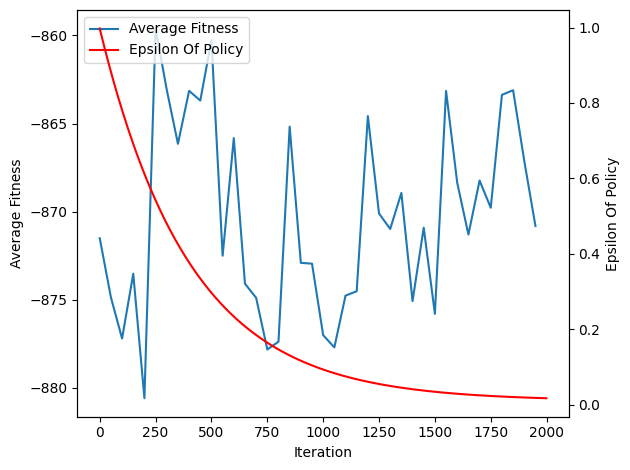 Average Fitness
Epsilon Of Policy
−860
−865
−870
−875
−880
Average Fitness
1.0
0.8
0.6
0.4
0.2
0.0
Epsilon Of Policy
0 250 500 750 1000 1250 1500 1750 2000
Iteration